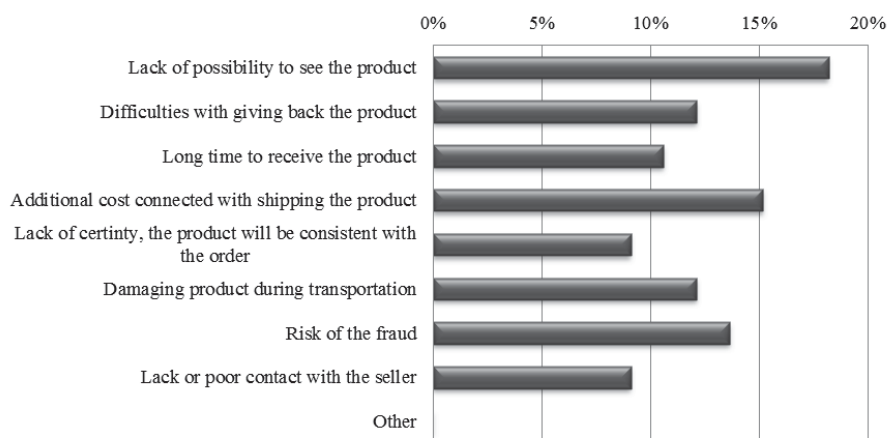 0% 5% 10% 15% 20%
Lack of possibility to see the product
Difficulties with giving back the product
Long time to receive the product
Additional cost connected with shipping the product
Lack of certinty, the product will be consistent with
the order
Damaging product during transportation
Risk of the fraud
Lack or poor contact with the seller
Other